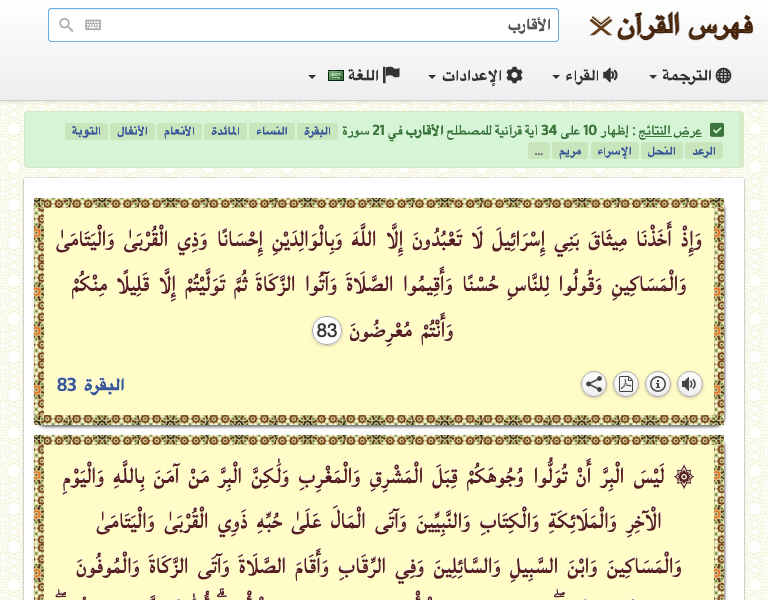 فهرس القرآن
الأقارب
الترجمة القراء الإعدادات اللغة
عرض النتائج : إظهار 10 على 34 آية قرآنية للمصطلح الأقارب في 21 سورة البقرة النساء المائدة الأنعام الأنفال التوبة
الرعد النحل الإسراء مريم ...
وَإِذْ أَخَذْنَا مِيثَاقَ بَنِي إِسْرَائِيلَ لَا تَعْبُدُونَ إِلَّا اللَّهَ وَبِالْوَالِدَيْنِ إِحْسَانًا وَذِي الْقُرْبَىٰ وَالْيَتَامَىٰ
وَالْمَسَاكِينِ وَقُولُوا لِلنَّاسِ حُسْنًا وَأَقِيمُوا الصَّلَاةَ وَآتُوا الزَّكَاةَ ثُمَّ تَوَلَّيْتُمْ إِلَّا قَلِيلًا مِنْكُمْ
وَأَنْتُمْ مُعْرِضُونَ 83
البقرة 83
۞ لَيْسَ الْبِرَّ أَنْ تُوَلُّوا وُجُوهَكُمْ قِبَلَ الْمَشْرِقِ وَالْمَغْرِبِ وَلَٰكِنَّ الْبِرَّ مَنْ آمَنَ بِاللَّهِ وَالْيَوْمِ
الْآخِرِ وَالْمَلَائِكَةِ وَالْكِتَابِ وَالنَّبِيِّينَ وَآتَى الْمَالَ عَلَىٰ حُبِّهِ ذَوِي الْقُرْبَىٰ وَالْيَتَامَىٰ
وَالْمَسَاكِينَ وَابْنَ السَّبِيلِ وَالسَّائِلِينَ وَفِي الرِّقَابِ وَأَقَامَ الصَّلَاةَ وَآتَى الزَّكَاةَ وَالْمُوفُونَ